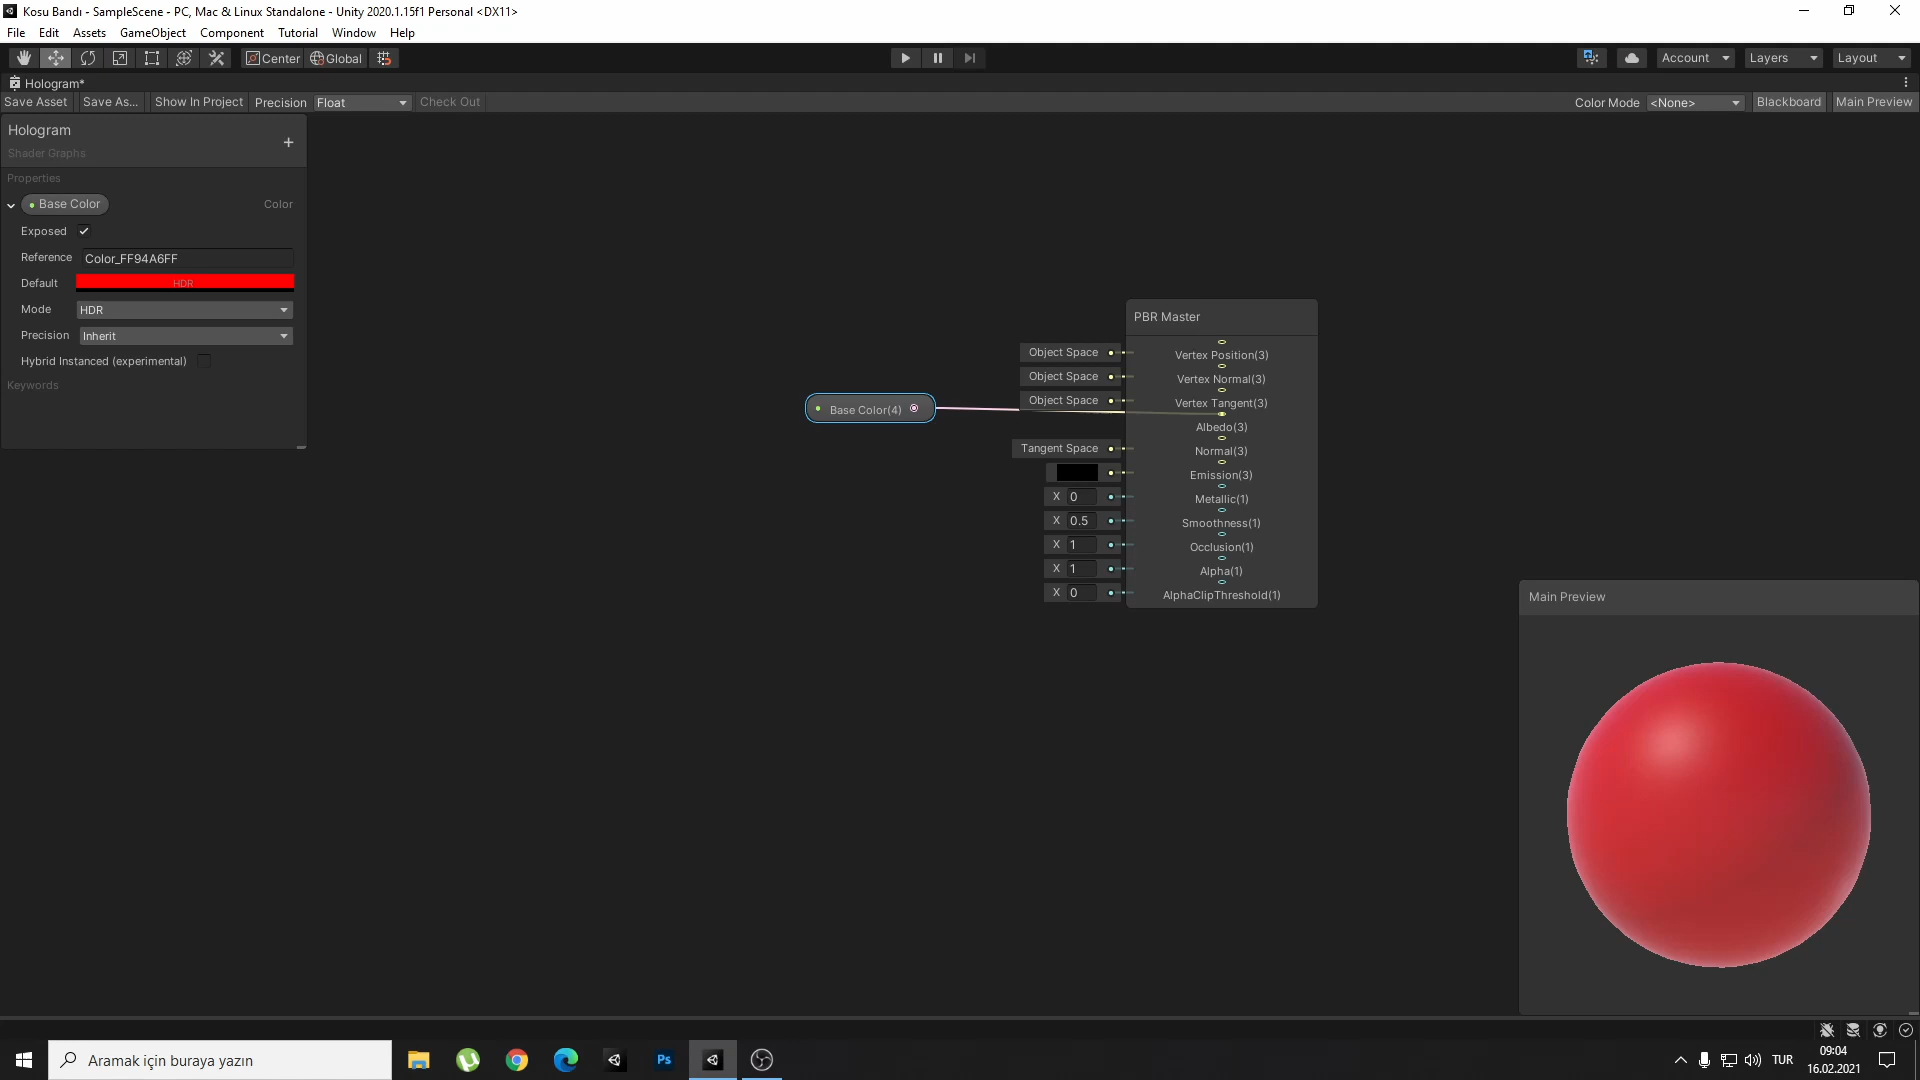 Kosu Bandı - SampleScene - PC, Mac & Linux Standalone - Unity 2020.1.15f1 Personal <DX11>
File Edit Assets GameObject Component Tutorial Window Help
Center Global Account Layers Layout
Hologram*
Save Asset Save As... Show In Project Precision Float Check Out Color Mode <None> Blackboard Main Preview
Hologram
+
Shader Graphs
Properties
Base Color Color
Exposed
Reference Color_FF94A6FF
Default HDR
Mode HDR
Precision Inherit
Hybrid Instanced (experimental)
Keywords
Base Color(4)
PBR Master
Object Space Vertex Position(3)
Object Space Vertex Normal(3)
Object Space Vertex Tangent(3)
Albedo(3)
Tangent Space Normal(3)
Emission(3)
X 0 Metallic(1)
X 0.5 Smoothness(1)
X 1 Occlusion(1)
X 1 Alpha(1)
X 0 AlphaClipThreshold(1)
Main Preview
Aramak için buraya yazın
Ps
TUR
09:04
16.02.2021